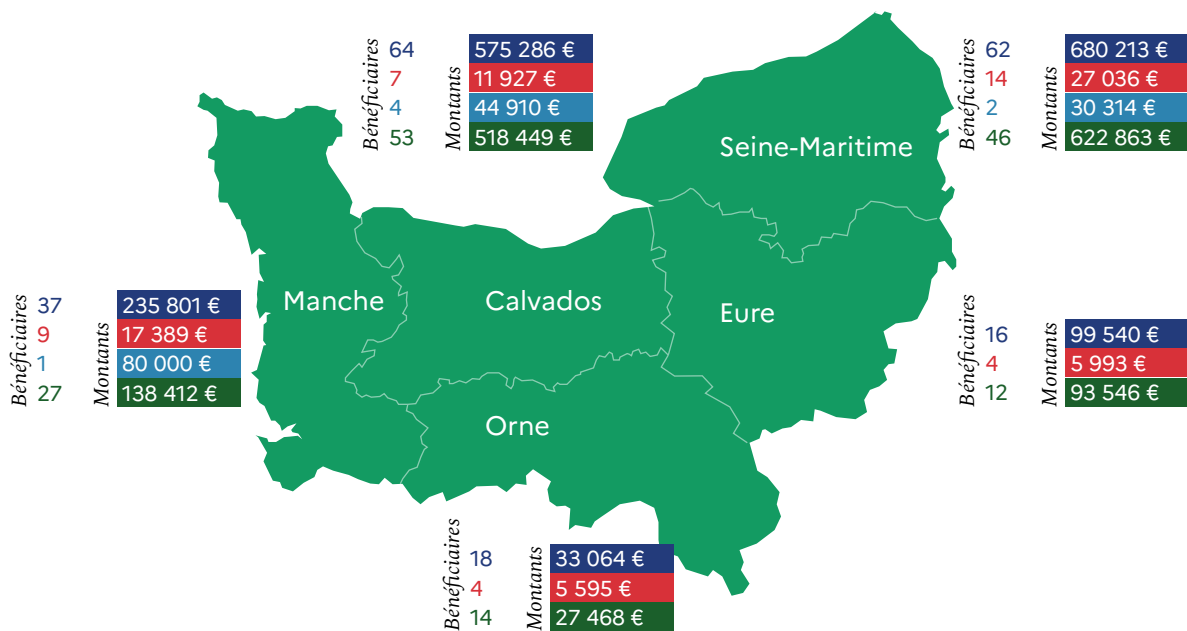 Bénéficiaires
64
7
4
53
Montants
575 286 €
11 927 €
44 910 €
518 449 €
Bénéficiaires
62
14
2
46
Montants
680 213 €
27 036 €
30 314 €
622 863 €
Seine-Maritime
Bénéficiaires
37
9
1
27
Montants
235 801 €
17 389 €
80 000 €
138 412 €
Manche
Calvados
Eure
Bénéficiaires
16
4
12
Montants
99 540 €
5 993 €
93 546 €
Orne
Bénéficiaires
18
4
14
Montants
33 064 €
5 595 €
27 468 €